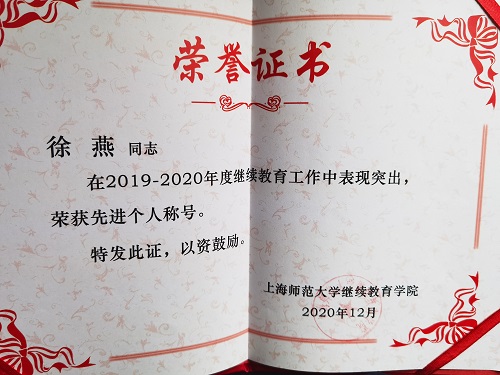 荣誉证书
徐燕 同志
在2019-2020年度继续教育工作中表现突出，
荣获先进个人称号。
特发此证，以资鼓励。
上海师范大学继续教育学院
2020年12月